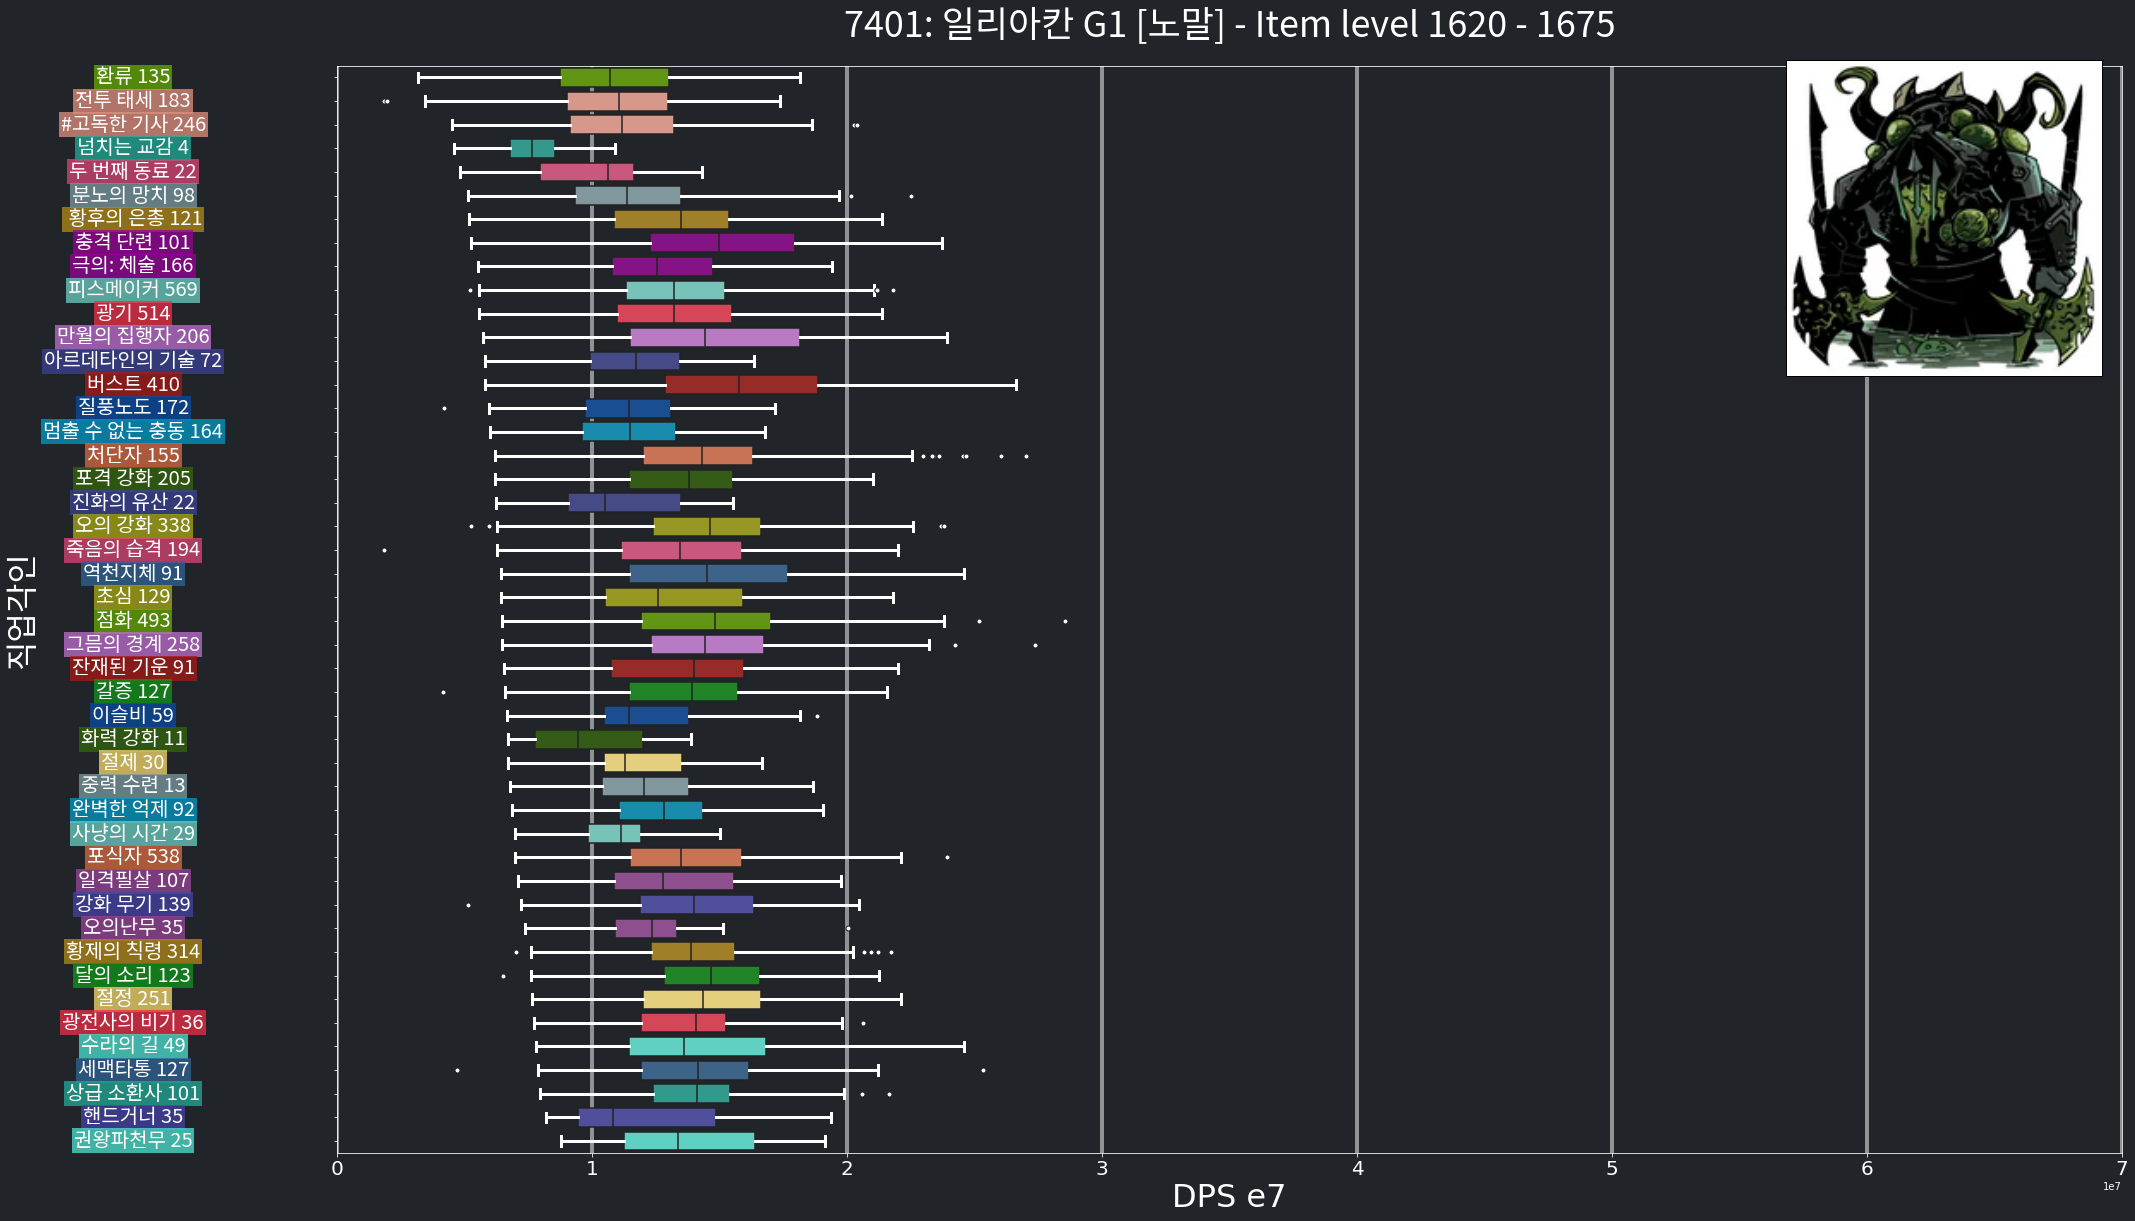 7401: 일리아칸 G1 [노말] - Item level 1620 - 1675
환류 135
전투 태세 183
#고독한 기사 246
넘치는 교감 4
두 번째 동료 22
분노의 망치 98
황후의 은총 121
충격 단련 101
극의: 체술 166
피스메이커 569
광기 514
만월의 집행자 206
아르데타인의 기술 72
버스트 410
질풍노도 172
멈출 수 없는 충동 164
처단자 155
포격 강화 205
진화의 유산 22
오의 강화 338
죽음의 습격 194
역천지체 91
초심 129
점화 493
그믐의 경계 258
잔재된 기운 91
갈증 127
이슬비 59
화력 강화 11
절제 30
중력 수련 13
완벽한 억제 92
사냥의 시간 29
포식자 538
일격필살 107
강화 무기 139
오의난무 35
황제의 칙령 314
달의 소리 123
절정 251
광전사의 비기 36
수라의 길 49
세맥타통 127
상급 소환사 101
핸드거너 35
권왕파천무 25
직업각인
0 1 2 3 4 5 6 7
1e7
DPS e7